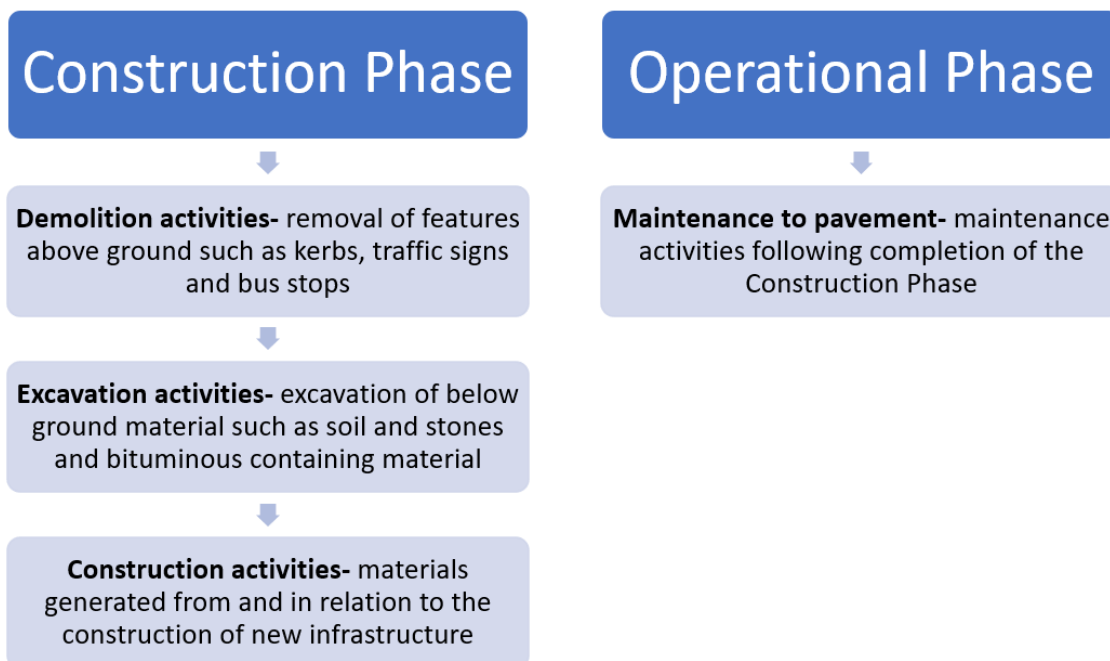 Construction Phase
Demolition activities- removal of features
above ground such as kerbs, traffic signs
and bus stops
Excavation activities- excavation of below
ground material such as soil and stones
and bituminous containing material
Construction activities- materials
generated from and in relation to the
construction of new infrastructure
Operational Phase
Maintenance to pavement- maintenance
activities following completion of the
Construction Phase